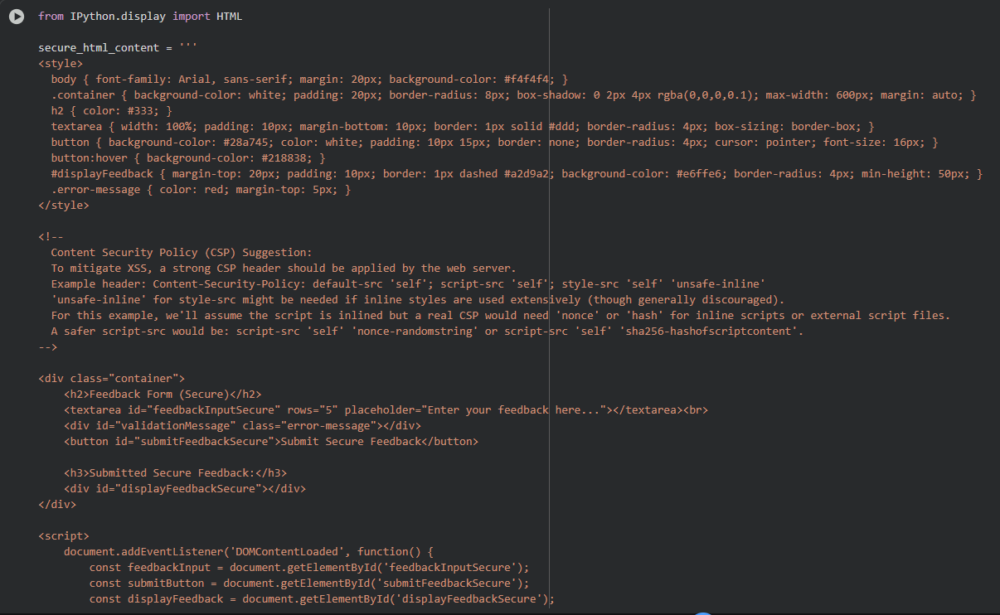 from IPython.display import HTML

secure_html_content = '''
<style>
  body { font-family: Arial, sans-serif; margin: 20px; background-color: #f4f4f4; }
  .container { background-color: white; padding: 20px; border-radius: 8px; box-shadow: 0 2px 4px rgba(0,0,0,0.1); max-width: 600px; margin: auto; }
  h2 { color: #333; }
  textarea { width: 100%; padding: 10px; margin-bottom: 10px; border: 1px solid #ddd; border-radius: 4px; box-sizing: border-box; }
  button { background-color: #28a745; color: white; padding: 10px 15px; border: none; border-radius: 4px; cursor: pointer; font-size: 16px; }
  button:hover { background-color: #218838; }
  #displayFeedback { margin-top: 20px; padding: 10px; border: 1px dashed #a2d9a2; background-color: #e6ffe6; border-radius: 4px; min-height: 50px; }
  .error-message { color: red; margin-top: 5px; }
</style>

<!--
  Content Security Policy (CSP) Suggestion:
  To mitigate XSS, a strong CSP header should be applied by the web server.
  Example header: Content-Security-Policy: default-src 'self'; script-src 'self'; style-src 'self' 'unsafe-inline'
  'unsafe-inline' for style-src might be needed if inline styles are used extensively (though generally discouraged).
  For this example, we'll assume the script is inlined but a real CSP would need 'nonce' or 'hash' for inline scripts or external script files.
  A safer script-src would be: script-src 'self' 'nonce-randomstring' or script-src 'self' 'sha256-hashofscriptcontent'.
-->

<div class="container">
    <h2>Feedback Form (Secure)</h2>
    <textarea id="feedbackInputSecure" rows="5" placeholder="Enter your feedback here..."></textarea><br>
    <div id="validationMessage" class="error-message"></div>
    <button id="submitFeedbackSecure">Submit Secure Feedback</button>

    <h3>Submitted Secure Feedback:</h3>
    <div id="displayFeedbackSecure"></div>
</div>

<script>
    document.addEventListener('DOMContentLoaded', function() {
        const feedbackInput = document.getElementById('feedbackInputSecure');
        const submitButton = document.getElementById('submitFeedbackSecure');
        const displayFeedback = document.getElementById('displayFeedbackSecure');